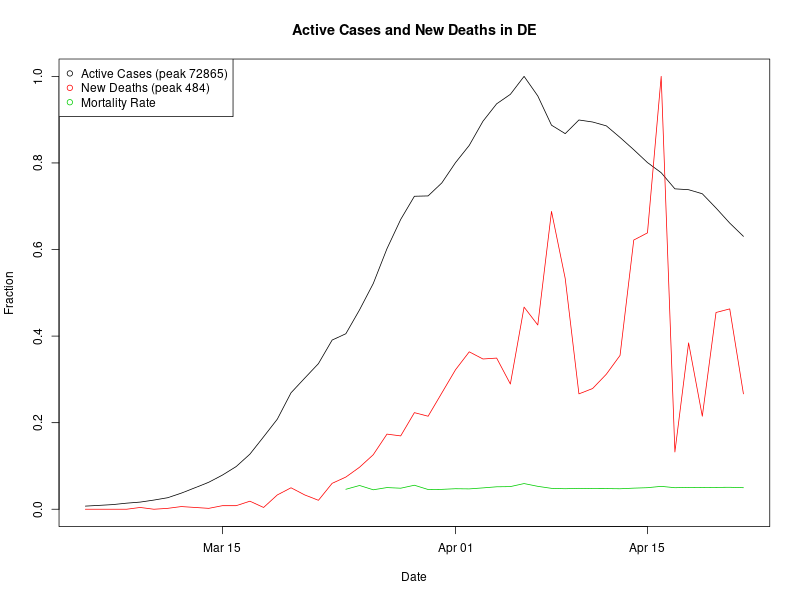 Active Cases and New Deaths in DE
Active Cases (peak 72865)
New Deaths (peak 484)
Mortality Rate
1.0
0.8
0.6
0.4
0.2
0.0
Fraction
Mar 15
Apr 01
Apr 15
Date